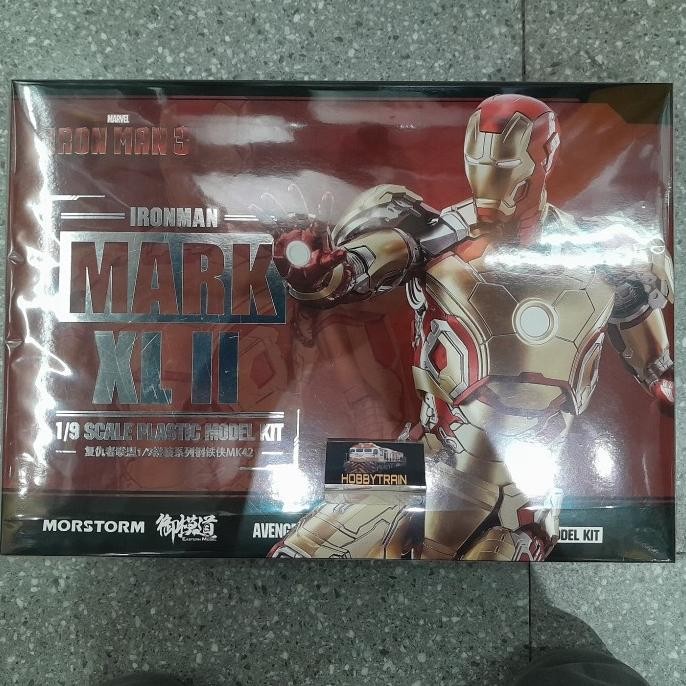 MARVEL
IRON MAN 3
IRONMAN
MARK
XL II
1/9 SCALE PLASTIC MODEL KIT
复仇者联盟1/9拼装系列钢铁侠MK42
HOBBYTRAIN
MORSTORM 御模道 AVENG
EASTERN MODEL
ODEL KIT